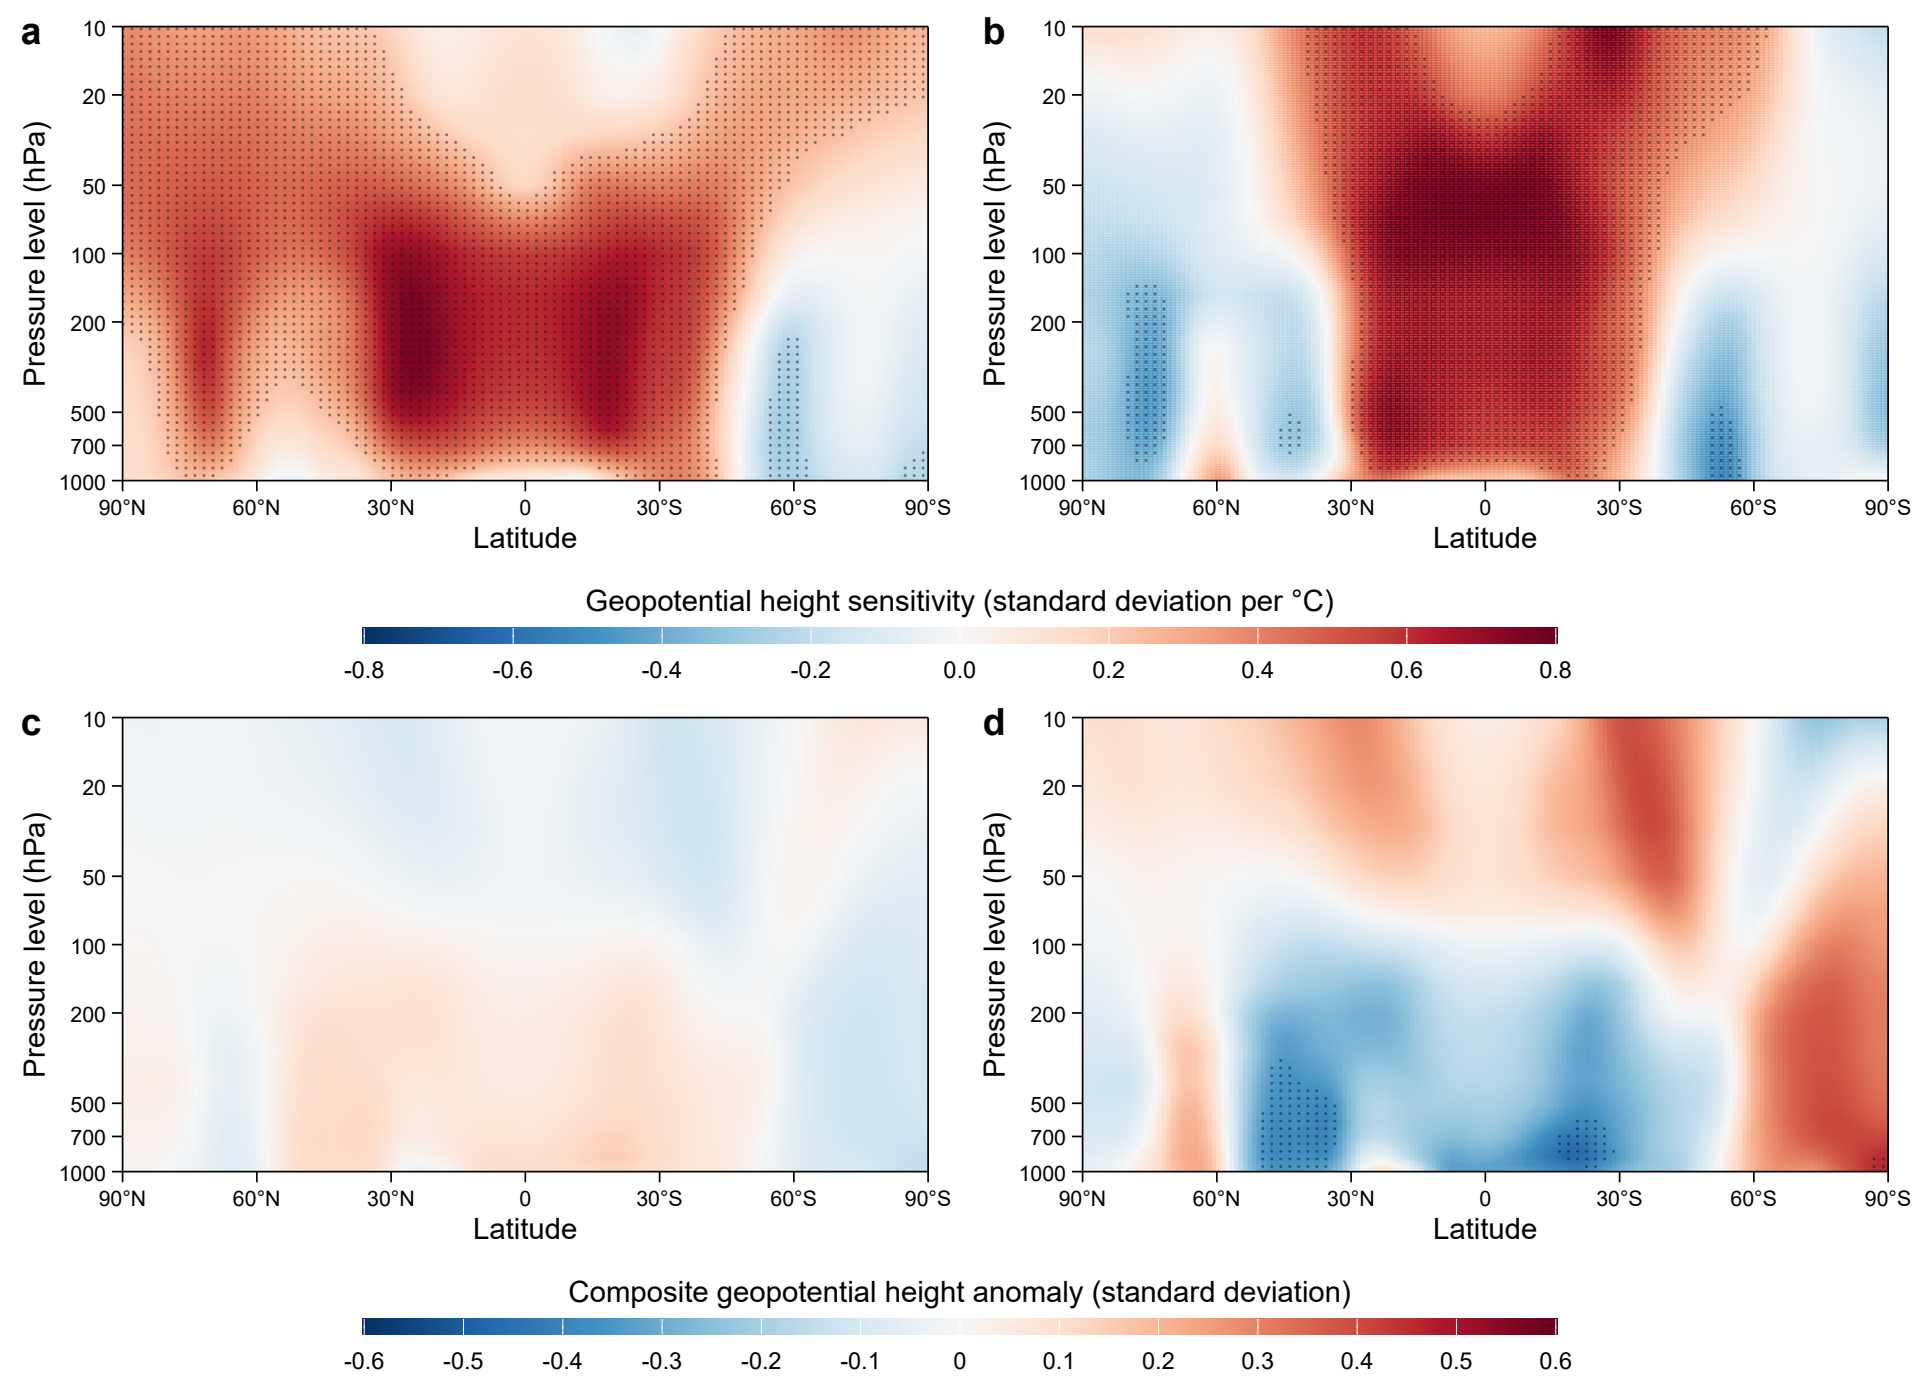 a
10
20
50
100
200
500
700
1000
Pressure level (hPa)
90°N 60°N 30°N 0 30°S 60°S 90°S
Latitude
b
10
20
50
100
200
500
700
1000
Pressure level (hPa)
90°N 60°N 30°N 0 30°S 60°S 90°S
Latitude
Geopotential height sensitivity (standard deviation per °C)
-0.8 -0.6 -0.4 -0.2 0.0 0.2 0.4 0.6 0.8
c
10
20
50
100
200
500
700
1000
Pressure level (hPa)
90°N 60°N 30°N 0 30°S 60°S 90°S
Latitude
d
10
20
50
100
200
500
700
1000
Pressure level (hPa)
90°N 60°N 30°N 0 30°S 60°S 90°S
Latitude
Composite geopotential height anomaly (standard deviation)
-0.6 -0.5 -0.4 -0.3 -0.2 -0.1 0 0.1 0.2 0.3 0.4 0.5 0.6